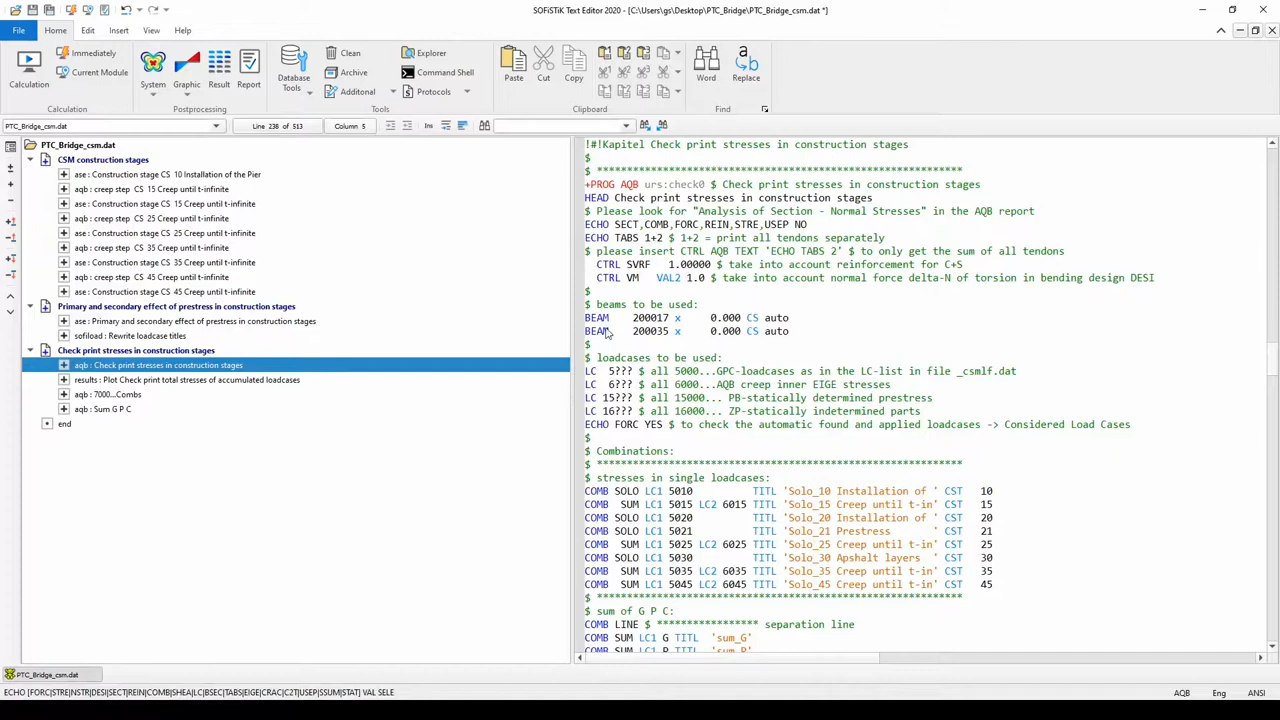 SOFiSTiK Text Editor 2020 - [C:\Users\gs\Desktop\PTC_Bridge\PTC_Bridge_csm.dat *]
File Home Edit Insert View Help
Calculation Immediately Current Module
Calculation
System Graphic Result Report
Postprocessing
Database Tools Clean Archive Additonal Explorer Command Shell Protocols
Tools
Paste Cut Copy
Clipboard
Word Replace
Find
PTC_Bridge_csm.dat Line 238 of 513 Column 5 Ins
PTC_Bridge_csm.dat
CSM construction stages
ase : Construction stage CS 10 Installation of the Pier
aqb : creep step CS 15 Creep until t-infinite
ase : Construction stage CS 15 Creep until t-infinite
aqb : creep step CS 25 Creep until t-infinite
ase : Construction stage CS 25 Creep until t-infinite
aqb : creep step CS 35 Creep until t-infinite
ase : Construction stage CS 35 Creep until t-infinite
aqb : creep step CS 45 Creep until t-infinite
ase : Construction stage CS 45 Creep until t-infinite
Primary and secondary effect of prestress in construction stages
ase : Primary and secondary effect of prestress in construction stages
sofiload : Rewrite loadcase titles
Check print stresses in construction stages
aqb : Check print stresses in construction stages
results : Plot Check print total stresses of accumulated loadcases
aqb : 7000...Combs
aqb : Sum G P C
end
!#!Kapitel Check print stresses in construction stages
$
$ *******************************************************
+PROG AQB urs:check0 $ Check print stresses in construction stages
HEAD Check print stresses in construction stages
$ Please look for "Analysis of Section - Normal Stresses" in the AQB report
ECHO SECT,COMB,FORC,REIN,STRE,USEP NO
ECHO TABS 1+2 $ 1+2 = print all tendons separately
$ please insert CTRL AQB TEXT 'ECHO TABS 2' $ to only get the sum of all tendons
CTRL SVRF 1.00000 $ take into account reinforcement for C+S
CTRL VM VAL2 1.0 $ take into account normal force delta-N of torsion in bending design DESI
$
$ beams to be used:
BEAM 200017 x 0.000 CS auto
BEAM 200035 x 0.000 CS auto
$
$ loadcases to be used:
LC 5??? $ all 5000...GPC-loadcases as in the LC-list in file _csmlf.dat
LC 6??? $ all 6000...AQB creep inner EIGE stresses
LC 15??? $ all 15000... PB-statically determined prestress
LC 16??? $ all 16000... ZP-statically indetermined parts
ECHO FORC YES $ to check the automatic found and applied loadcases -> Considered Load Cases
$
$ Combinations:
$ *******************************************************
$ stresses in single loadcases:
COMB SOLO LC1 5010 TITL 'Solo_10 Installation of ' CST 10
COMB SUM LC1 5015 LC2 6015 TITL 'Solo_15 Creep until t-in' CST 15
COMB SOLO LC1 5020 TITL 'Solo_20 Installation of ' CST 20
COMB SOLO LC1 5021 TITL 'Solo_21 Prestress ' CST 21
COMB SUM LC1 5025 LC2 6025 TITL 'Solo_25 Creep until t-in' CST 25
COMB SOLO LC1 5030 TITL 'Solo_30 Apshalt layers ' CST 30
COMB SUM LC1 5035 LC2 6035 TITL 'Solo_35 Creep until t-in' CST 35
COMB SUM LC1 5045 LC2 6045 TITL 'Solo_45 Creep until t-in' CST 45
$ *******************************************************
$ sum of G P C:
COMB LINE $ ***************** separation line
COMB SUM LC1 G TITL 'sum_G'
COMB SUM LC1 P TITL 'sum_P'
PTC_Bridge_csm.dat
ECHO [FORC|STRE|NSTR|DESI|SECT|REIN|COMB|SHEA|LC|BSEC|TABS|EIGE|CRAC|C2T|USEP|SSUM|STAT] VAL SELE AQB Eng ANSI